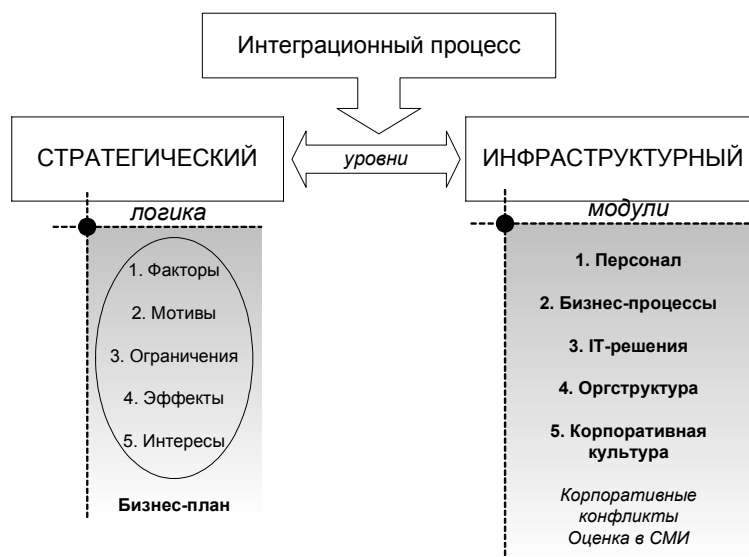 Интеграционный процесс
СТРАТЕГИЧЕСКИЙ
уровни
ИНФРАСТРУКТУРНЫЙ
логика
1. Факторы
2. Мотивы
3. Ограничения
4. Эффекты
5. Интересы
Бизнес-план
модули
1. Персонал
2. Бизнес-процессы
3. IT-решения
4. Оргструктура
5. Корпоративная
культура
Корпоративные
конфликты
Оценка в СМИ